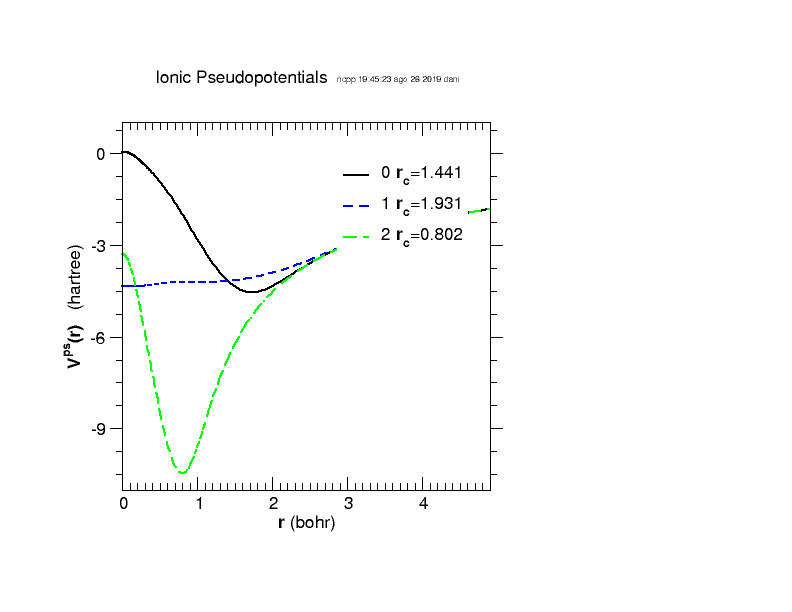 Ionic Pseudopotentials ncpp 19:45:23 ago 26 2019 dani
0 rc=1.441
1 rc=1.931
2 rc=0.802
0
-3
-6
-9
Vps(r) (hartree)
0 1 2 3 4
r (bohr)